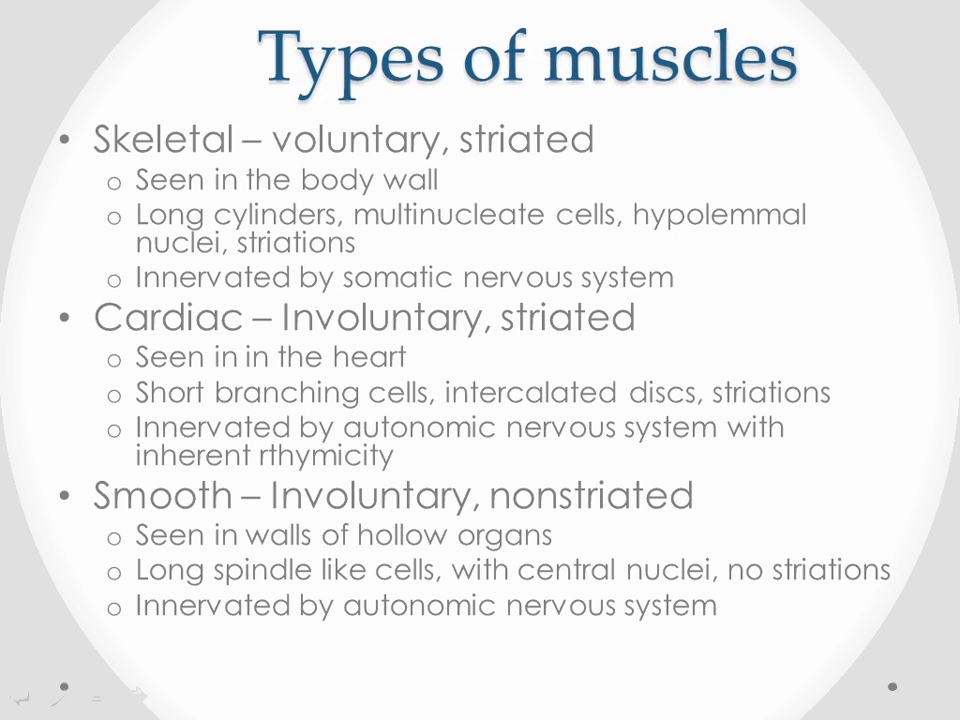 Types of muscles
• Skeletal – voluntary, striated
o Seen in the body wall
o Long cylinders, multinucleate cells, hypolemmal
nuclei, striations
o Innervated by somatic nervous system
• Cardiac – Involuntary, striated
o Seen in in the heart
o Short branching cells, intercalated discs, striations
o Innervated by autonomic nervous system with
inherent rthymicity
• Smooth – Involuntary, nonstriated
o Seen in walls of hollow organs
o Long spindle like cells, with central nuclei, no striations
o Innervated by autonomic nervous system